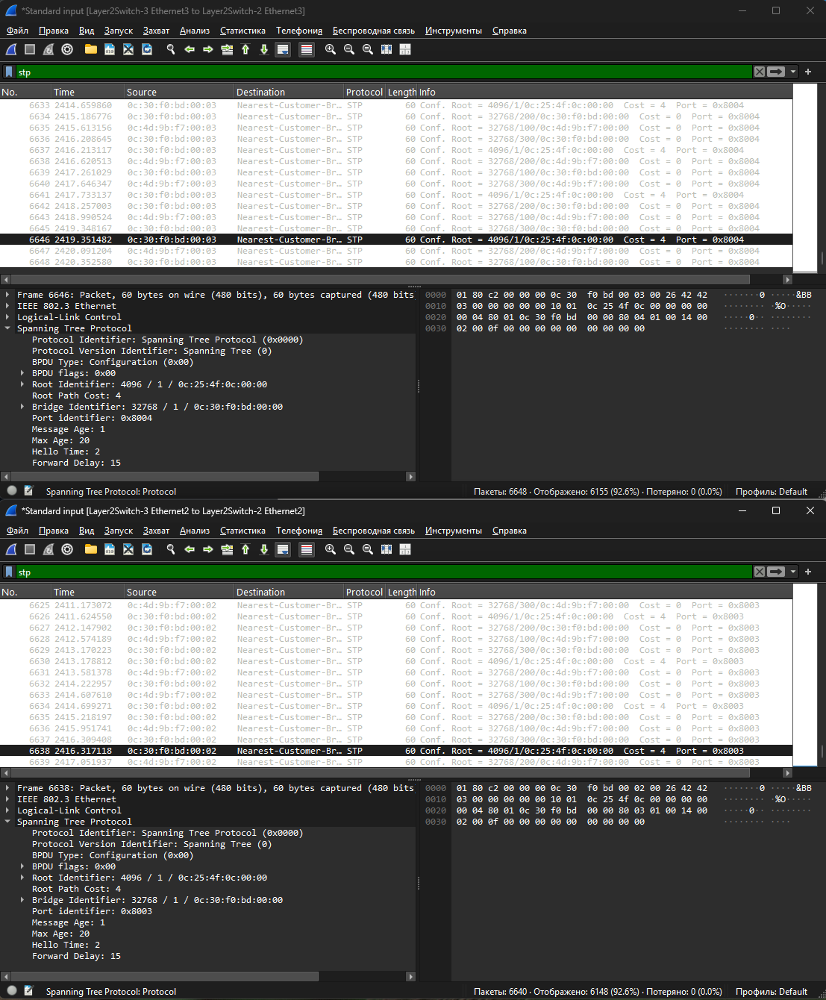 *Standard input [Layer2Switch-3 Ethernet3 to Layer2Switch-2 Ethernet3]
Файл Правка Вид Запуск Захват Анализ Статистика Телефония Беспроводная связь Инструменты Справка
stp
No. Time Source Destination Protocol Length Info
6633 2414.659860 0c:30:f0:bd:00:03 Nearest-Customer-Br… STP 60 Conf. Root = 4096/1/0c:25:4f:0c:00:00 Cost = 4 Port = 0x8004
6634 2415.186776 0c:30:f0:bd:00:03 Nearest-Customer-Br… STP 60 Conf. Root = 32768/200/0c:30:f0:bd:00:00 Cost = 0 Port = 0x8004
6635 2415.613156 0c:4d:9b:f7:00:03 Nearest-Customer-Br… STP 60 Conf. Root = 32768/100/0c:4d:9b:f7:00:00 Cost = 0 Port = 0x8004
6636 2416.208645 0c:30:f0:bd:00:03 Nearest-Customer-Br… STP 60 Conf. Root = 32768/300/0c:30:f0:bd:00:00 Cost = 0 Port = 0x8004
6637 2416.213117 0c:30:f0:bd:00:03 Nearest-Customer-Br… STP 60 Conf. Root = 4096/1/0c:25:4f:0c:00:00 Cost = 4 Port = 0x8004
6638 2416.620513 0c:4d:9b:f7:00:03 Nearest-Customer-Br… STP 60 Conf. Root = 32768/200/0c:4d:9b:f7:00:00 Cost = 0 Port = 0x8004
6639 2417.261029 0c:30:f0:bd:00:03 Nearest-Customer-Br… STP 60 Conf. Root = 32768/200/0c:30:f0:bd:00:00 Cost = 0 Port = 0x8004
6640 2417.646347 0c:4d:9b:f7:00:03 Nearest-Customer-Br… STP 60 Conf. Root = 32768/300/0c:4d:9b:f7:00:00 Cost = 0 Port = 0x8004
6641 2417.733137 0c:30:f0:bd:00:03 Nearest-Customer-Br… STP 60 Conf. Root = 4096/1/0c:25:4f:0c:00:00 Cost = 4 Port = 0x8004
6642 2418.257003 0c:30:f0:bd:00:03 Nearest-Customer-Br… STP 60 Conf. Root = 32768/200/0c:30:f0:bd:00:00 Cost = 0 Port = 0x8004
6643 2418.990524 0c:4d:9b:f7:00:03 Nearest-Customer-Br… STP 60 Conf. Root = 32768/200/0c:4d:9b:f7:00:00 Cost = 0 Port = 0x8004
6645 2419.348167 0c:30:f0:bd:00:03 Nearest-Customer-Br… STP 60 Conf. Root = 32768/300/0c:30:f0:bd:00:00 Cost = 0 Port = 0x8004
6646 2419.351482 0c:30:f0:bd:00:03 Nearest-Customer-Br… STP 60 Conf. Root = 4096/1/0c:25:4f:0c:00:00 Cost = 4 Port = 0x8004
6647 2420.091204 0c:4d:9b:f7:00:03 Nearest-Customer-Br… STP 60 Conf. Root = 32768/300/0c:4d:9b:f7:00:00 Cost = 0 Port = 0x8004
6648 2420.352580 0c:30:f0:bd:00:03 Nearest-Customer-Br… STP 60 Conf. Root = 32768/100/0c:30:f0:bd:00:00 Cost = 0 Port = 0x8004
Frame 6646: Packet, 60 bytes on wire (480 bits), 60 bytes captured (480 bits
IEEE 802.3 Ethernet
Logical-Link Control
Spanning Tree Protocol
Protocol Identifier: Spanning Tree Protocol (0x0000)
Protocol Version Identifier: Spanning Tree (0)
BPDU Type: Configuration (0x00)
BPDU flags: 0x00
Root Identifier: 4096 / 1 / 0c:25:4f:0c:00:00
Root Path Cost: 4
Bridge Identifier: 32768 / 1 / 0c:30:f0:bd:00:00
Port identifier: 0x8004
Message Age: 1
Max Age: 20
Hello Time: 2
Forward Delay: 15
0000 01 80 c2 00 00 00 0c 30 f0 bd 00 03 00 26 42 42 ·······0 ·····&BB
0010 03 00 00 00 00 00 10 01 0c 25 4f 0c 00 00 00 00 ········ ·%O·····
0020 00 04 80 01 0c 30 f0 bd 00 00 80 04 01 00 14 00 ·····0·· ········
0030 02 00 0f 00 00 00 00 00 00 00 00 00 ········ ····
Spanning Tree Protocol: Protocol
Пакеты: 6648 · Отображено: 6155 (92.6%) · Потеряно: 0 (0.0%) Профиль: Default
*Standard input [Layer2Switch-3 Ethernet2 to Layer2Switch-2 Ethernet2]
Файл Правка Вид Запуск Захват Анализ Статистика Телефония Беспроводная связь Инструменты Справка
stp
No. Time Source Destination Protocol Length Info
6625 2411.173072 0c:4d:9b:f7:00:02 Nearest-Customer-Br… STP 60 Conf. Root = 32768/300/0c:4d:9b:f7:00:00 Cost = 0 Port = 0x8003
6626 2411.624550 0c:30:f0:bd:00:02 Nearest-Customer-Br… STP 60 Conf. Root = 4096/1/0c:25:4f:0c:00:00 Cost = 4 Port = 0x8003
6627 2412.147902 0c:30:f0:bd:00:02 Nearest-Customer-Br… STP 60 Conf. Root = 32768/200/0c:30:f0:bd:00:00 Cost = 0 Port = 0x8003
6628 2412.574189 0c:4d:9b:f7:00:02 Nearest-Customer-Br… STP 60 Conf. Root = 32768/100/0c:4d:9b:f7:00:00 Cost = 0 Port = 0x8003
6629 2413.170223 0c:30:f0:bd:00:02 Nearest-Customer-Br… STP 60 Conf. Root = 32768/300/0c:30:f0:bd:00:00 Cost = 0 Port = 0x8003
6630 2413.178812 0c:30:f0:bd:00:02 Nearest-Customer-Br… STP 60 Conf. Root = 4096/1/0c:25:4f:0c:00:00 Cost = 4 Port = 0x8003
6631 2413.581378 0c:4d:9b:f7:00:02 Nearest-Customer-Br… STP 60 Conf. Root = 32768/200/0c:4d:9b:f7:00:00 Cost = 0 Port = 0x8003
6632 2414.222957 0c:30:f0:bd:00:02 Nearest-Customer-Br… STP 60 Conf. Root = 32768/100/0c:30:f0:bd:00:00 Cost = 0 Port = 0x8003
6633 2414.607610 0c:4d:9b:f7:00:02 Nearest-Customer-Br… STP 60 Conf. Root = 32768/300/0c:4d:9b:f7:00:00 Cost = 0 Port = 0x8003
6634 2414.699271 0c:30:f0:bd:00:02 Nearest-Customer-Br… STP 60 Conf. Root = 4096/1/0c:25:4f:0c:00:00 Cost = 4 Port = 0x8003
6635 2415.218197 0c:30:f0:bd:00:02 Nearest-Customer-Br… STP 60 Conf. Root = 32768/200/0c:30:f0:bd:00:00 Cost = 0 Port = 0x8003
6636 2415.951741 0c:4d:9b:f7:00:02 Nearest-Customer-Br… STP 60 Conf. Root = 32768/200/0c:4d:9b:f7:00:00 Cost = 0 Port = 0x8003
6637 2416.309408 0c:30:f0:bd:00:02 Nearest-Customer-Br… STP 60 Conf. Root = 32768/300/0c:30:f0:bd:00:00 Cost = 0 Port = 0x8003
6638 2416.317118 0c:30:f0:bd:00:02 Nearest-Customer-Br… STP 60 Conf. Root = 4096/1/0c:25:4f:0c:00:00 Cost = 4 Port = 0x8003
6639 2417.051937 0c:4d:9b:f7:00:02 Nearest-Customer-Br… STP 60 Conf. Root = 32768/200/0c:4d:9b:f7:00:00 Cost = 0 Port = 0x8003
Frame 6638: Packet, 60 bytes on wire (480 bits), 60 bytes captured (480 bits
IEEE 802.3 Ethernet
Logical-Link Control
Spanning Tree Protocol
Protocol Identifier: Spanning Tree Protocol (0x0000)
Protocol Version Identifier: Spanning Tree (0)
BPDU Type: Configuration (0x00)
BPDU flags: 0x00
Root Identifier: 4096 / 1 / 0c:25:4f:0c:00:00
Root Path Cost: 4
Bridge Identifier: 32768 / 1 / 0c:30:f0:bd:00:00
Port identifier: 0x8003
Message Age: 1
Max Age: 20
Hello Time: 2
Forward Delay: 15
0000 01 80 c2 00 00 00 0c 30 f0 bd 00 02 00 26 42 42 ·······0 ·····&BB
0010 03 00 00 00 00 00 10 01 0c 25 4f 0c 00 00 00 00 ········ ·%O·····
0020 00 04 80 01 0c 30 f0 bd 00 00 80 03 01 00 14 00 ·····0·· ········
0030 02 00 0f 00 00 00 00 00 00 00 00 00 ········ ····
Spanning Tree Protocol: Protocol
Пакеты: 6640 · Отображено: 6148 (92.6%) · Потеряно: 0 (0.0%) Профиль: Default